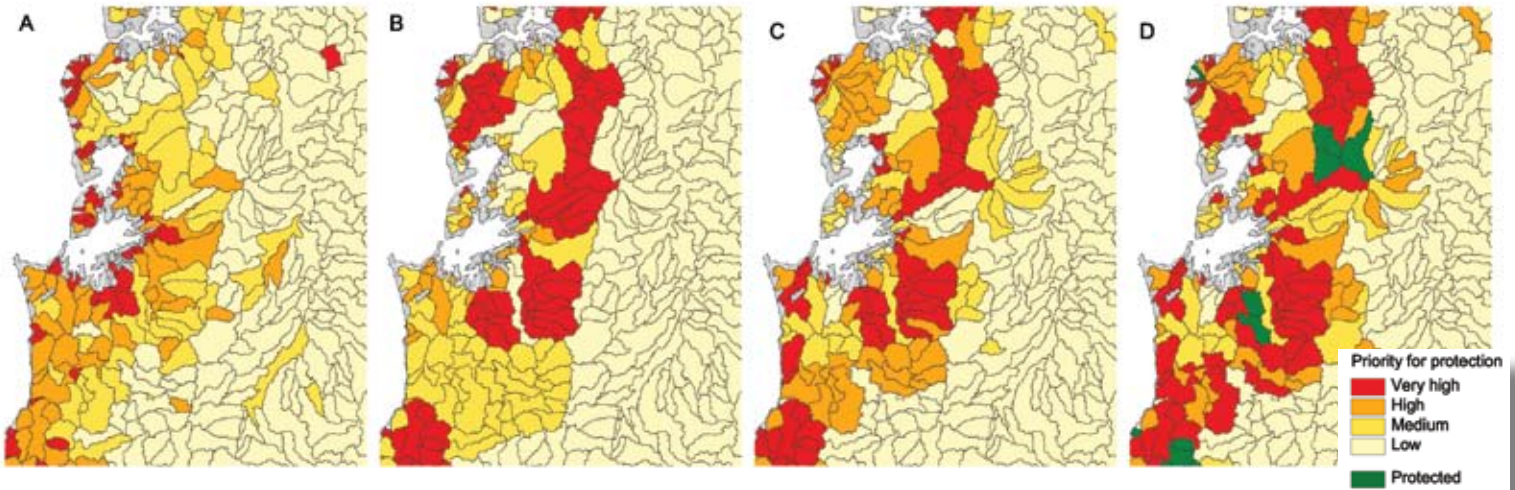 A
B
C
D
Priority for protection
Very high
High
Medium
Low
Protected